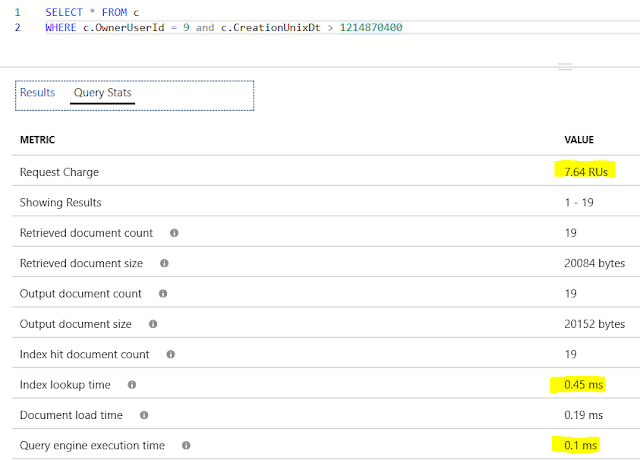 1 SELECT * FROM c
2 WHERE c.OwnerUserId = 9 and c.CreationUnixDt > 1214870400
Results Query Stats
METRIC VALUE
Request Charge 7.64 RUs
Showing Results 1 - 19
Retrieved document count 19
Retrieved document size 20084 bytes
Output document count 19
Output document size 20152 bytes
Index hit document count 19
Index lookup time 0.45 ms
Document load time 0.19 ms
Query engine execution time 0.1 ms